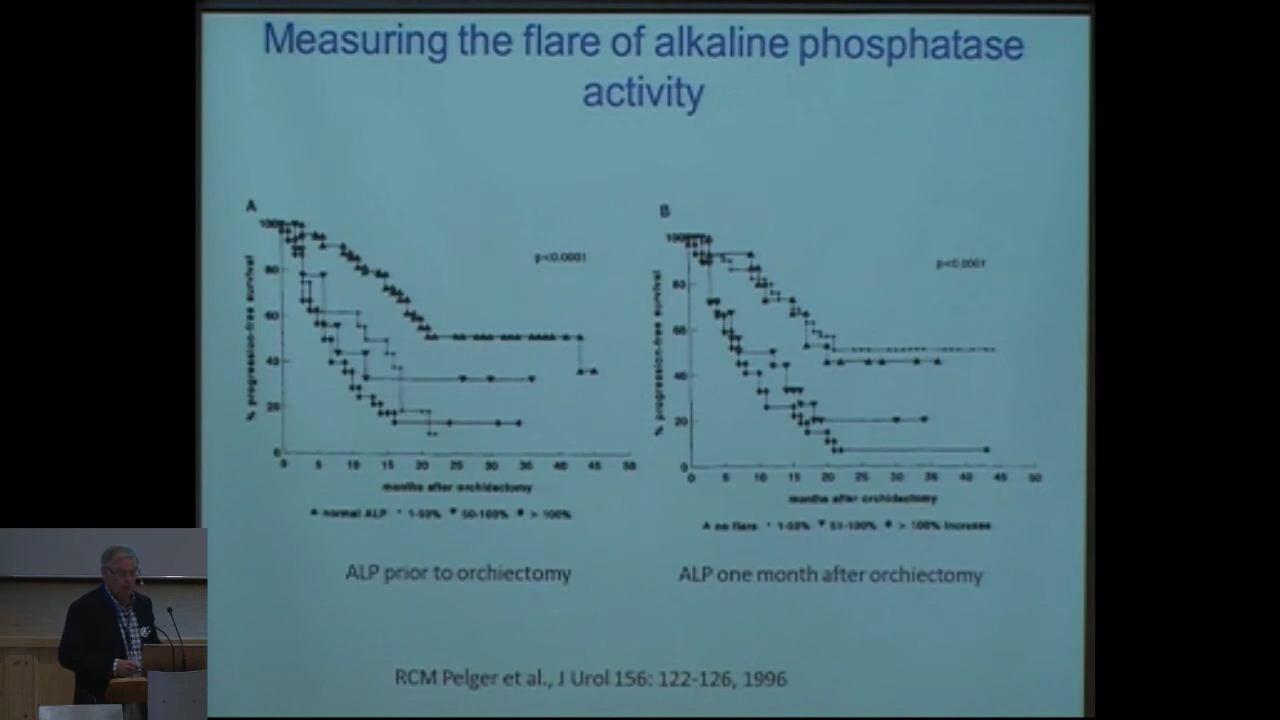 Measuring the flare of alkaline phosphatase
activity
A
100
80
60
40
20
0
% progression-free survival
p<0.0001
0 5 10 15 20 25 30 35 40 45 50
months after orchidectomy
normal ALP 1-50% 50-100% > 100%
ALP prior to orchiectomy
B
100
80
60
40
20
0
% progression-free survival
p<0.0001
0 5 10 15 20 25 30 35 40 45 50
months after orchidectomy
no flare 1-50% 51-100% > 100% increase
ALP one month after orchiectomy
RCM Pelger et al., J Urol 156: 122-126, 1996